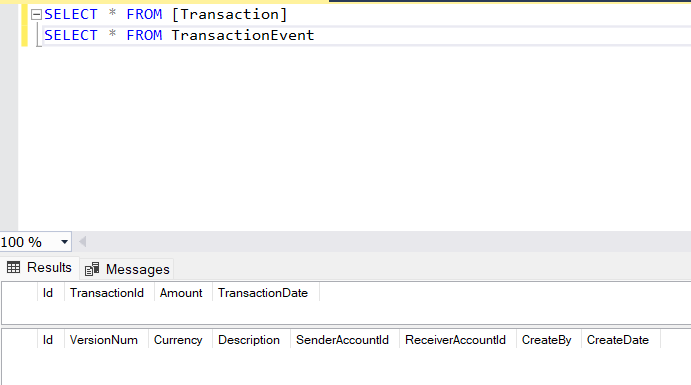 SELECT * FROM [Transaction]
SELECT * FROM TransactionEvent
100 %
Results Messages
Id TransactionId Amount TransactionDate
Id VersionNum Currency Description SenderAccountId ReceiverAccountId CreateBy CreateDate